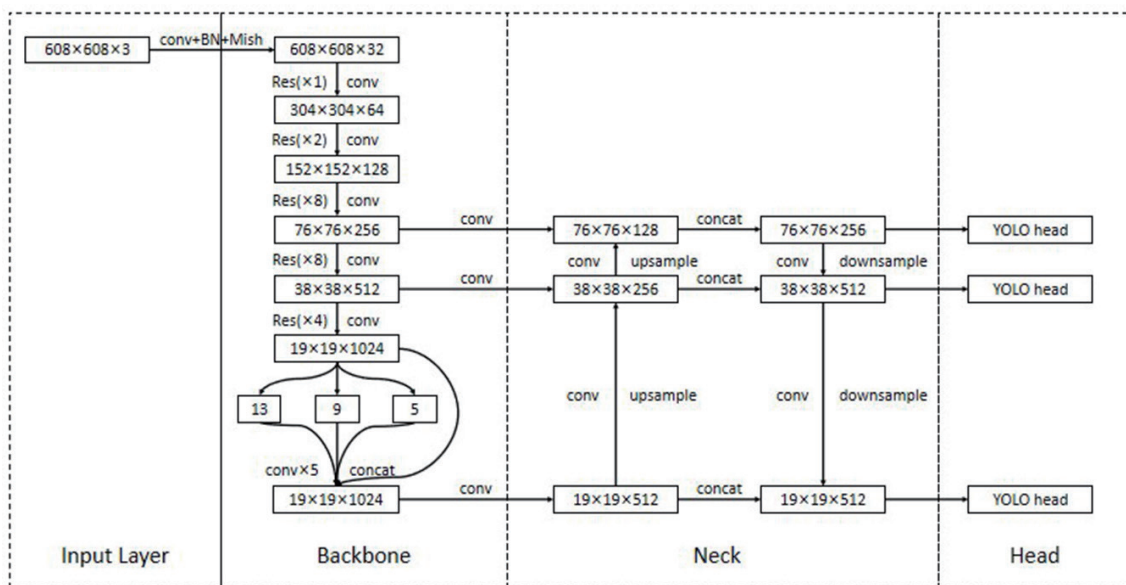 608×608×3
conv+BN+Mish
608×608×32
Res(×1) conv
304×304×64
Res(×2) conv
152×152×128
Res(×8) conv
76×76×256
conv
76×76×128
concat
76×76×256
YOLO head
Res(×8) conv
conv upsample
conv downsample
38×38×512
conv
38×38×256
concat
38×38×512
YOLO head
Res(×4) conv
19×19×1024
13
9
5
conv upsample
conv downsample
conv×5 concat
19×19×1024
conv
19×19×512
concat
19×19×512
YOLO head
Input Layer
Backbone
Neck
Head